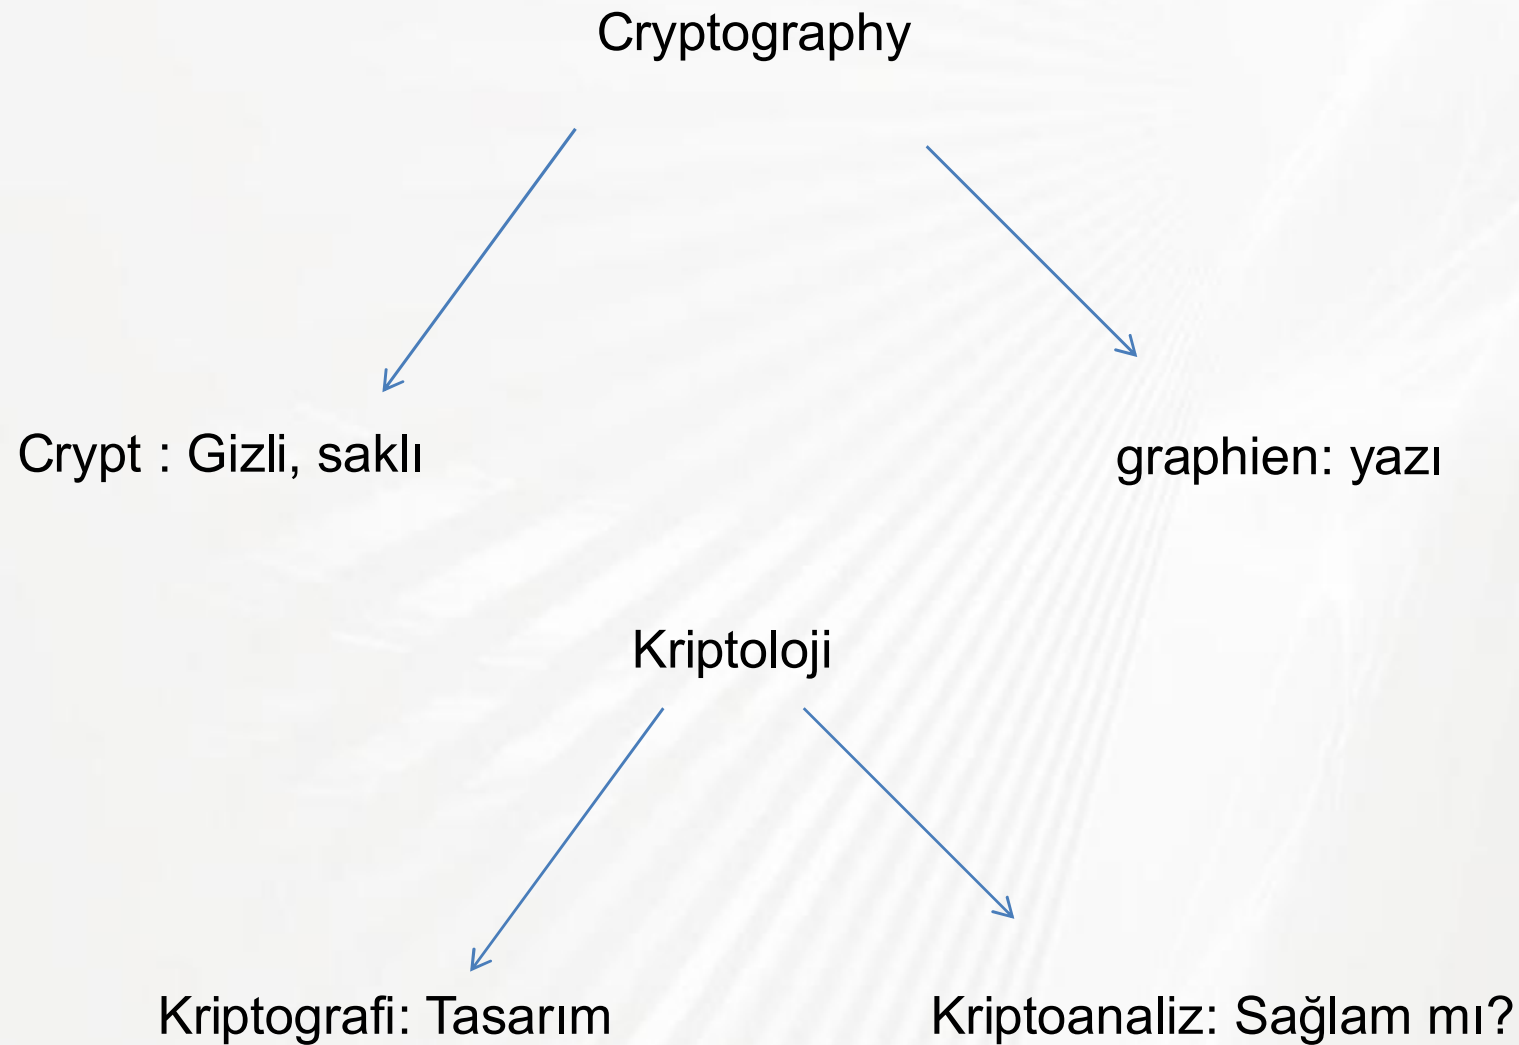 Cryptography
Crypt : Gizli, saklı
graphien: yazı
Kriptoloji
Kriptografi: Tasarım
Kriptoanaliz: Sağlam mı?